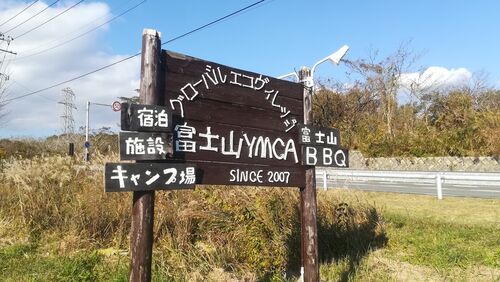 グローバルエコヴィレッジ
富士山YMCA
SINCE 2007
宿泊
施設
キャンプ場
富士山
BBQ